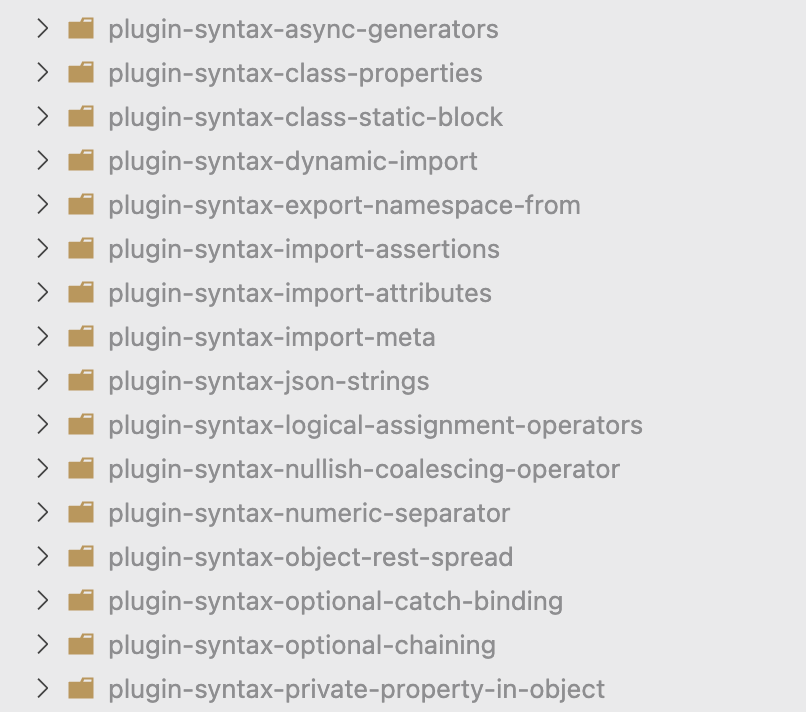 plugin-syntax-async-generators
plugin-syntax-class-properties
plugin-syntax-class-static-block
plugin-syntax-dynamic-import
plugin-syntax-export-namespace-from
plugin-syntax-import-assertions
plugin-syntax-import-attributes
plugin-syntax-import-meta
plugin-syntax-json-strings
plugin-syntax-logical-assignment-operators
plugin-syntax-nullish-coalescing-operator
plugin-syntax-numeric-separator
plugin-syntax-object-rest-spread
plugin-syntax-optional-catch-binding
plugin-syntax-optional-chaining
plugin-syntax-private-property-in-object